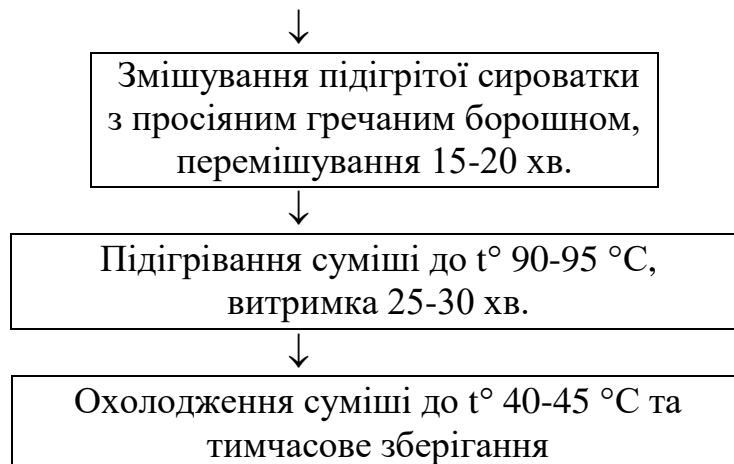 Змішування підігрітої сироватки
з просіяним гречаним борошном,
перемішування 15-20 хв.
Підігрівання суміші до t° 90-95 °С,
витримка 25-30 хв.
Охолодження суміші до t° 40-45 °С та
тимчасове зберігання